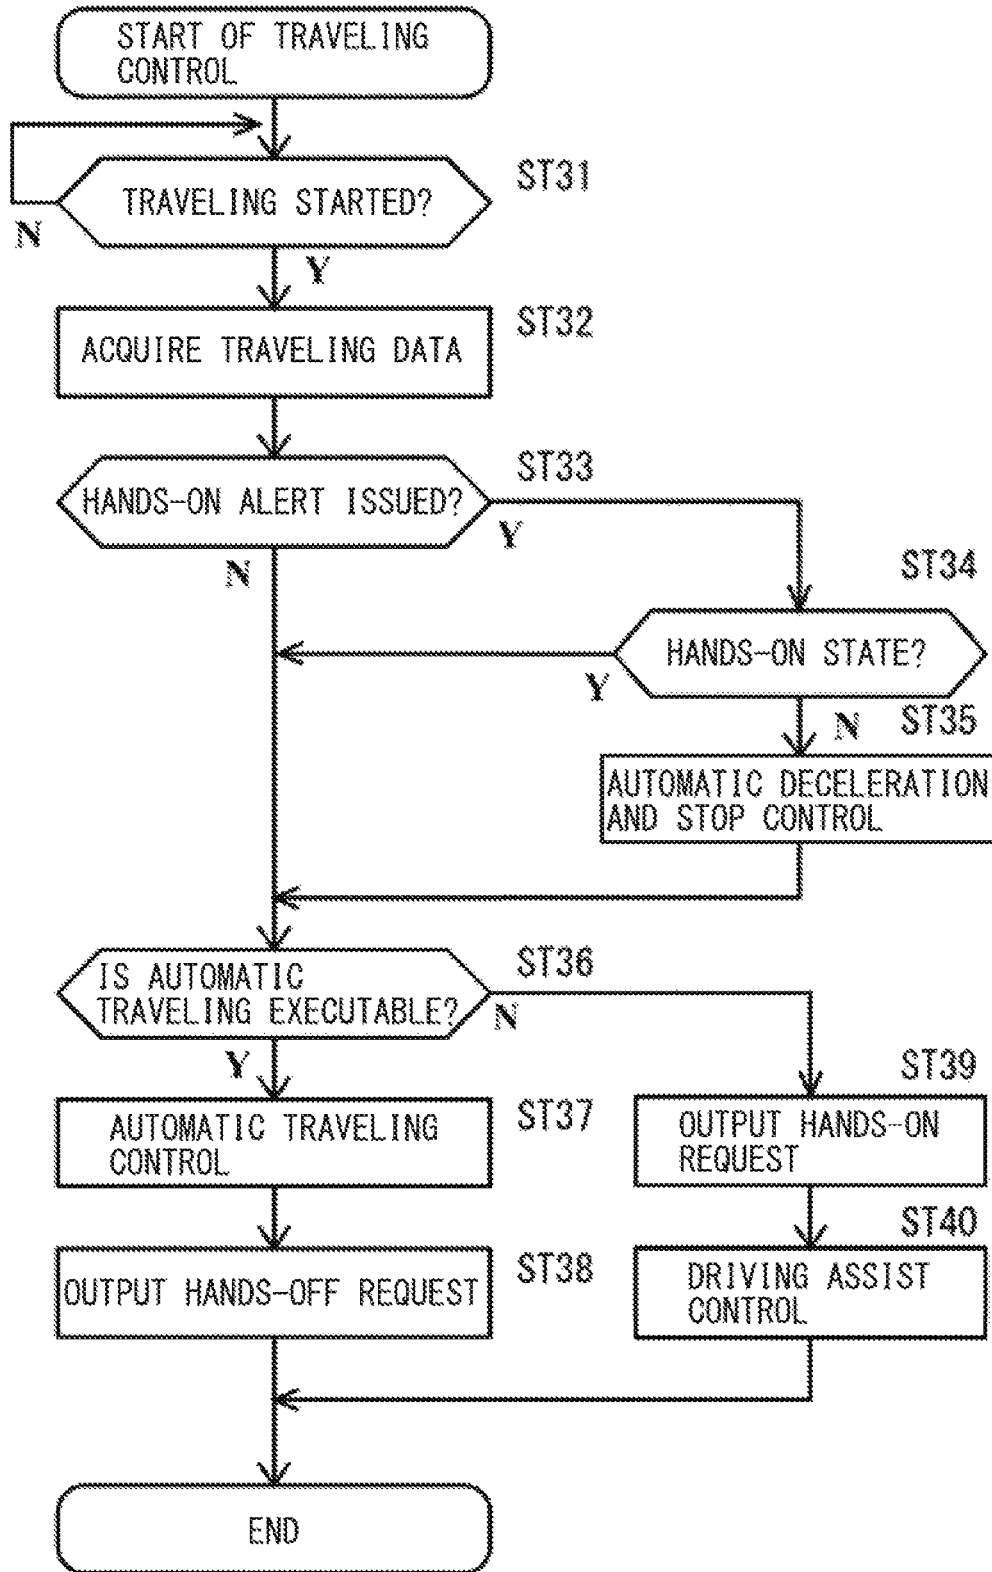 START OF TRAVELING
CONTROL
ST31
TRAVELING STARTED?
N
Y
ST32
ACQUIRE TRAVELING DATA
ST33
HANDS-ON ALERT ISSUED?
Y
N
ST34
HANDS-ON STATE?
Y
N
ST35
AUTOMATIC DECELERATION
AND STOP CONTROL
ST36
IS AUTOMATIC
TRAVELING EXECUTABLE?
N
Y
ST37
AUTOMATIC TRAVELING
CONTROL
ST38
OUTPUT HANDS-OFF REQUEST
ST39
OUTPUT HANDS-ON
REQUEST
ST40
DRIVING ASSIST
CONTROL
END